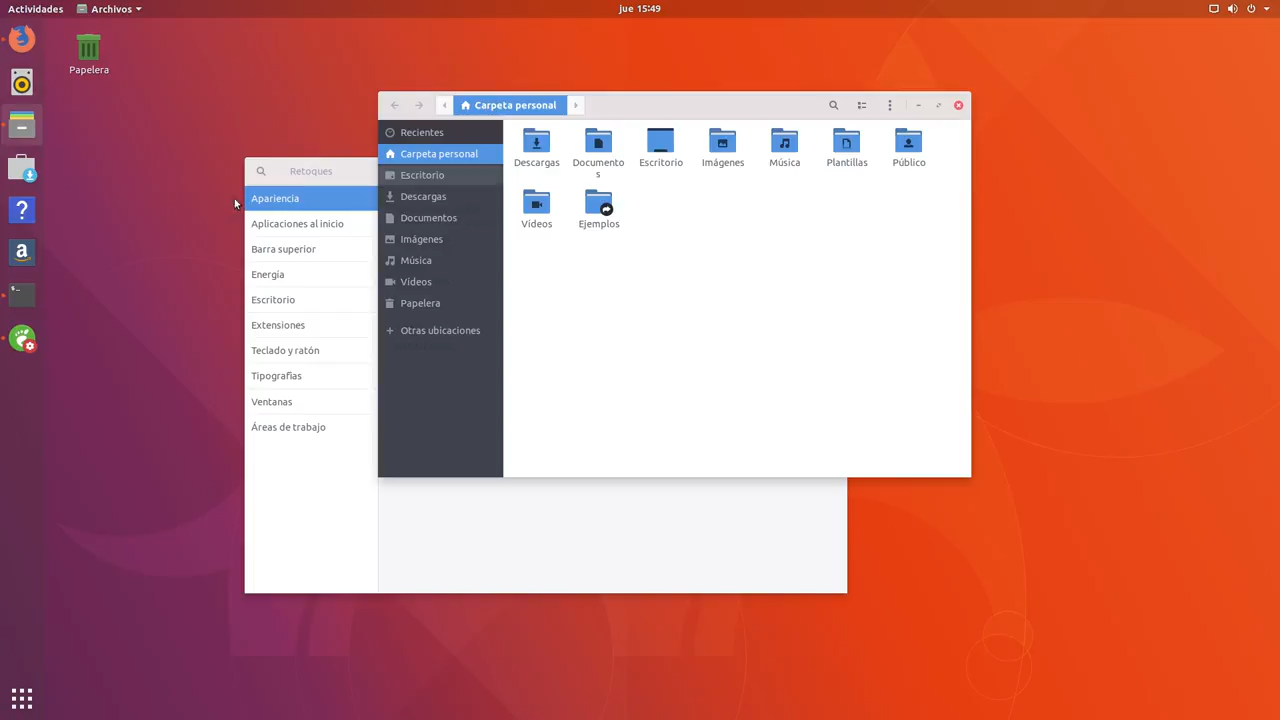 Actividades
Archivos
jue 15:49
Papelera
Carpeta personal
Recientes
Carpeta personal
Escritorio
Descargas
Documentos
Imágenes
Música
Vídeos
Papelera
Otras ubicaciones
Descargas
Documento
s
Escritorio
Imágenes
Música
Plantillas
Público
Vídeos
Ejemplos
Retoques
Apariencia
Aplicaciones al inicio
Barra superior
Energía
Escritorio
Extensiones
Teclado y ratón
Tipografías
Ventanas
Áreas de trabajo